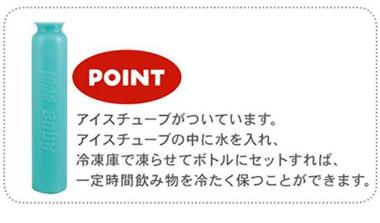 Aqua cool
POINT
アイスチューブがついています。
アイスチューブの中に水を入れ、
冷凍庫で凍らせてボトルにセットすれば、
一定時間飲み物を冷たく保つことができます。